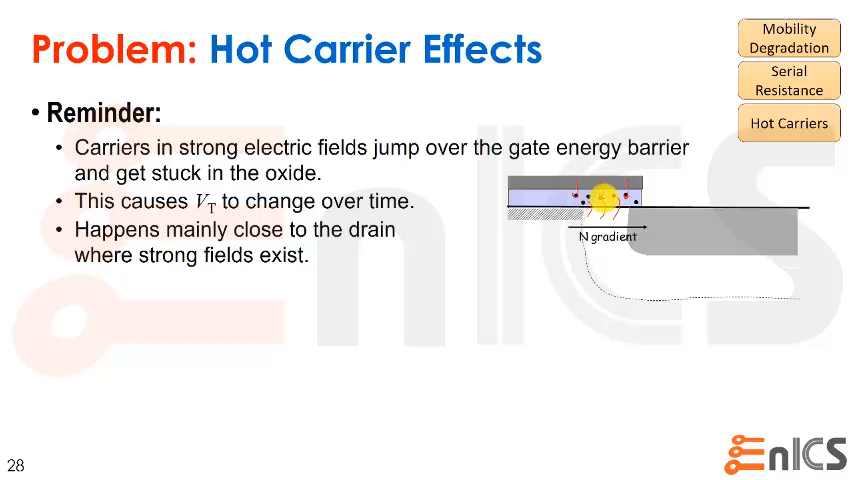 Problem: Hot Carrier Effects
Mobility
Degradation
Serial
Resistance
Hot Carriers
• Reminder:
• Carriers in strong electric fields jump over the gate energy barrier
and get stuck in the oxide.
• This causes VT to change over time.
• Happens mainly close to the drain
where strong fields exist.
N gradient
28
EnICS